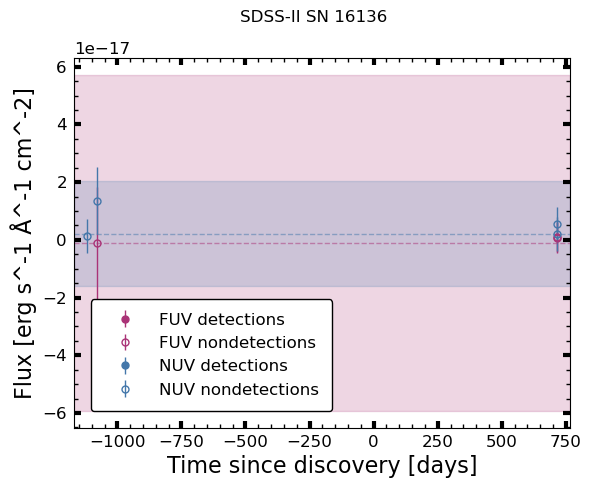 SDSS-II SN 16136
1e−17
6
4
2
0
−2
−4
−6
Flux [erg s^-1 Å^-1 cm^-2]
FUV detections
FUV nondetections
NUV detections
NUV nondetections
−1000 −750 −500 −250 0 250 500 750
Time since discovery [days]